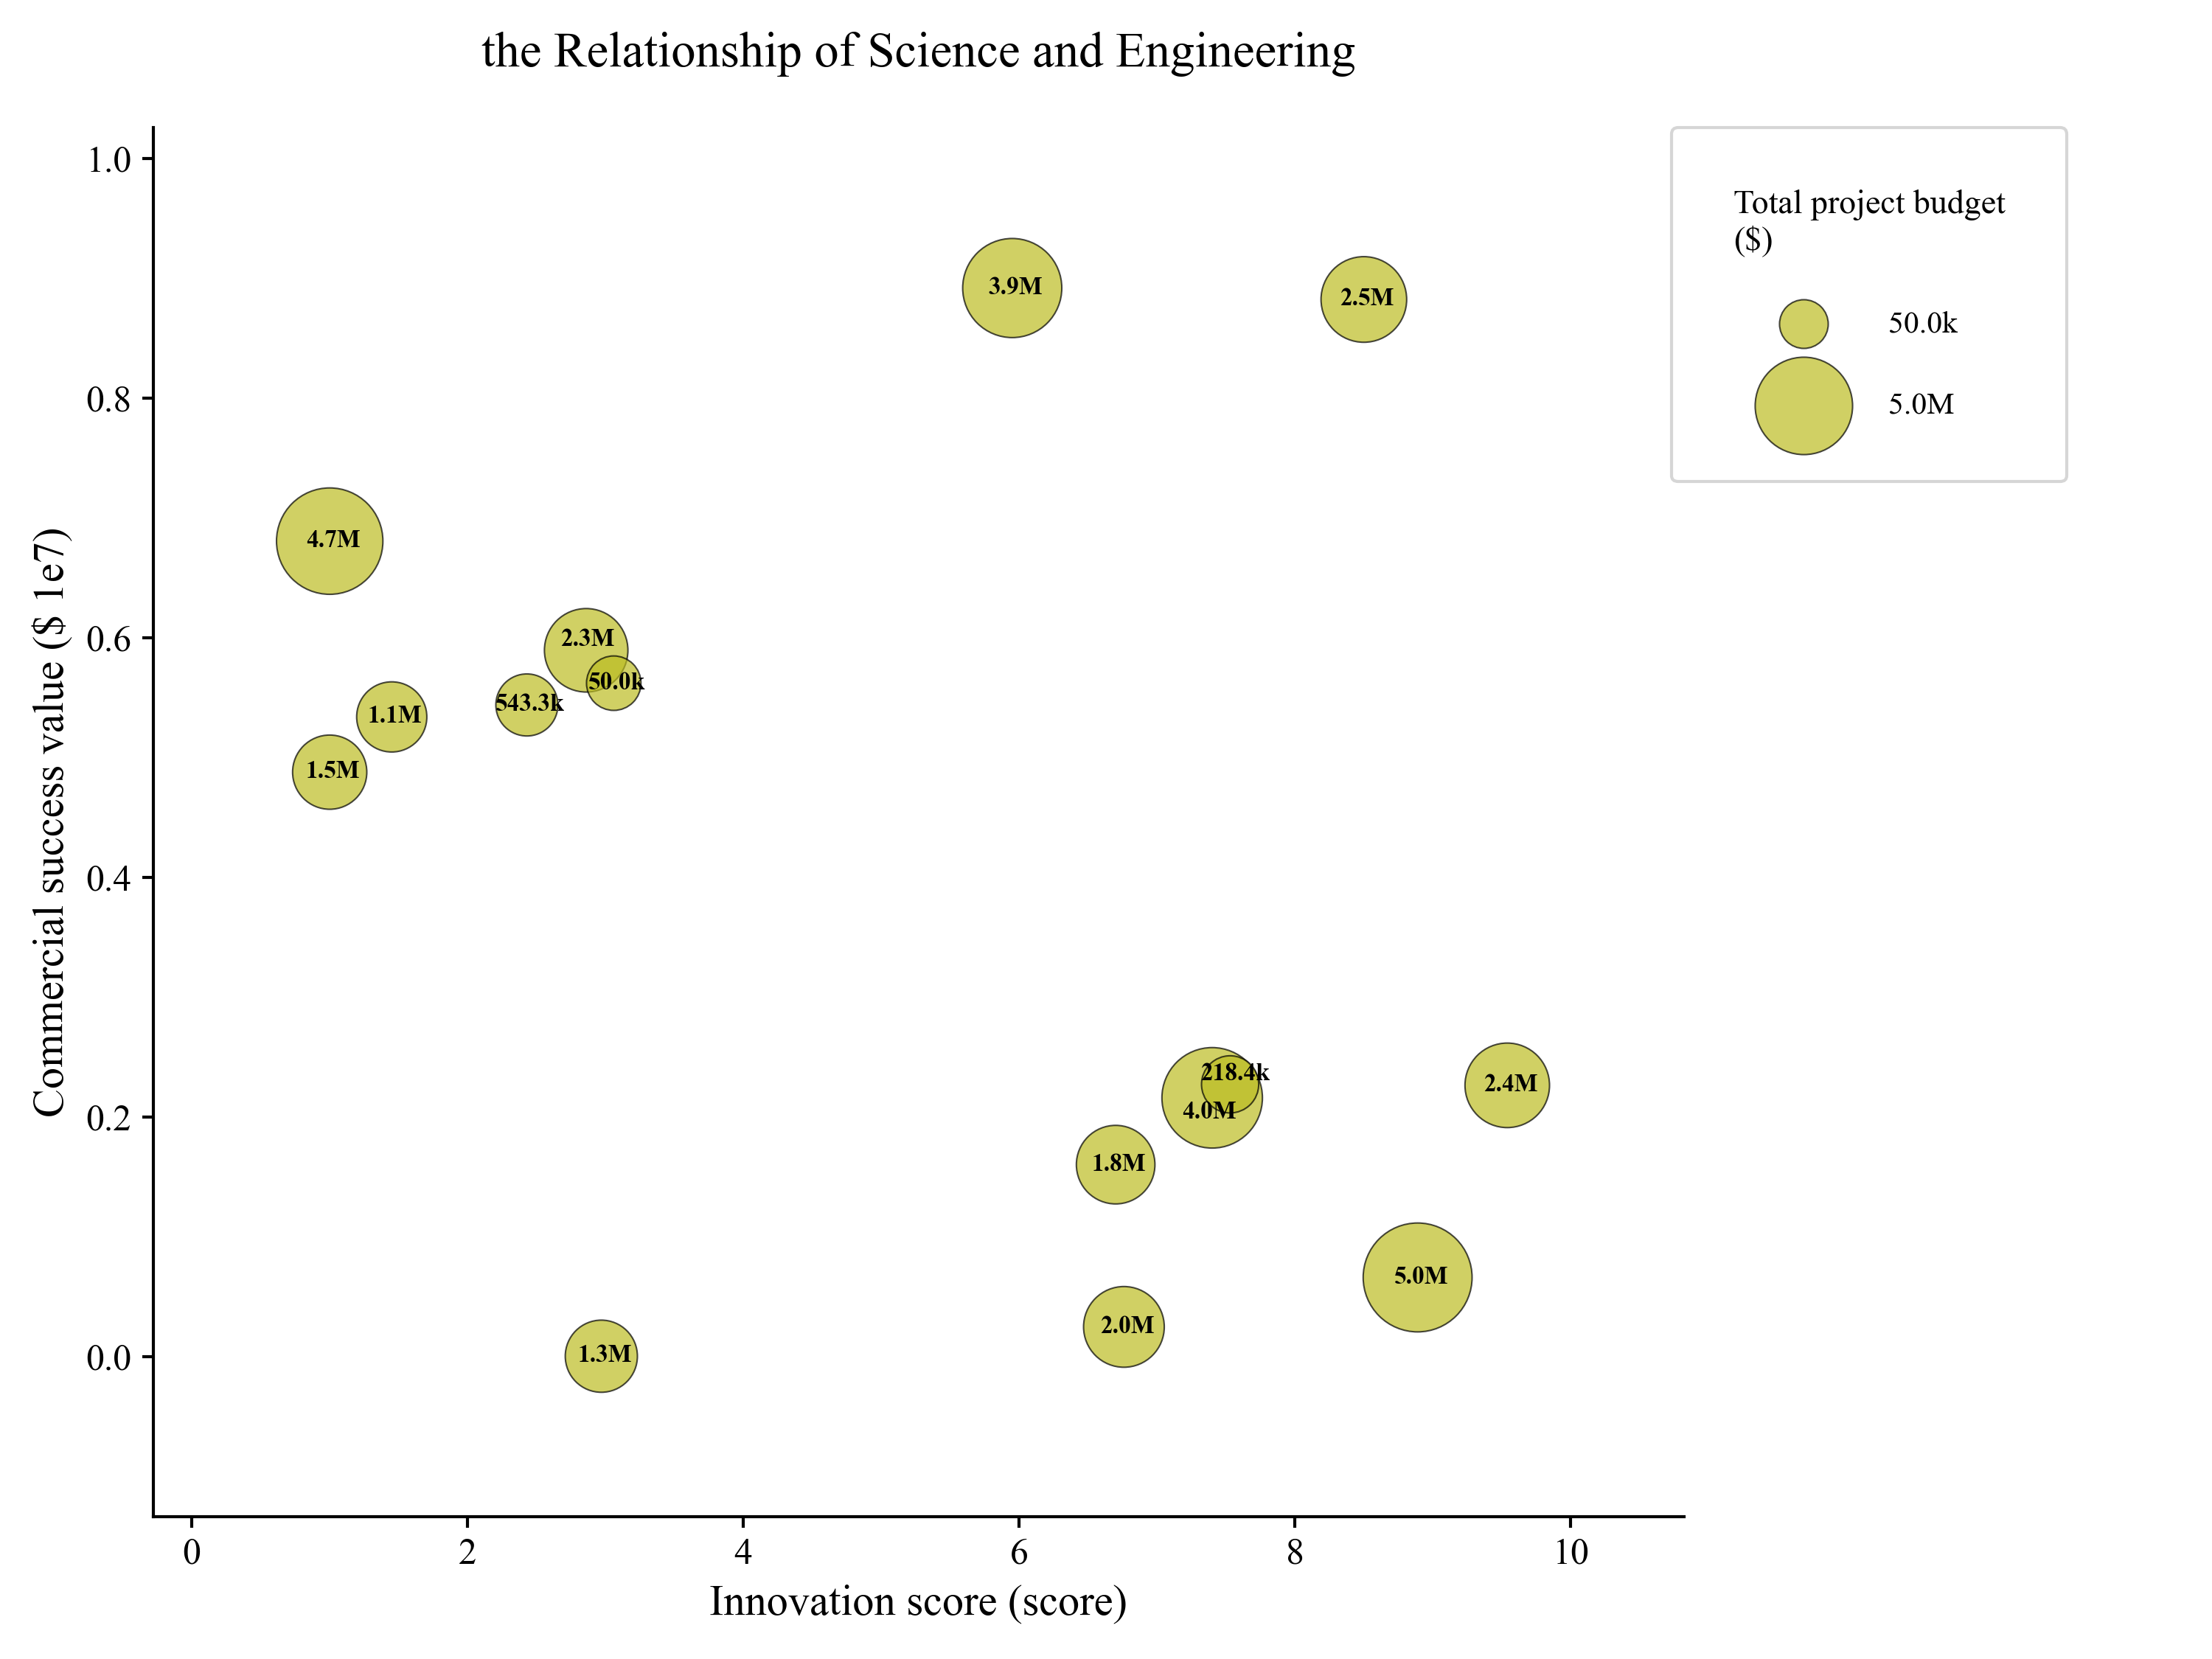 the Relationship of Science and Engineering
Total project budget
($)
50.0k
5.0M
Commercial success value ($ 1e7)
1.0
0.8
0.6
0.4
0.2
0.0
3.9M
2.5M
4.7M
2.3M
50.0k
543.3k
1.1M
1.5M
218.4k
4.0M
2.4M
1.8M
5.0M
2.0M
1.3M
0 2 4 6 8 10
Innovation score (score)